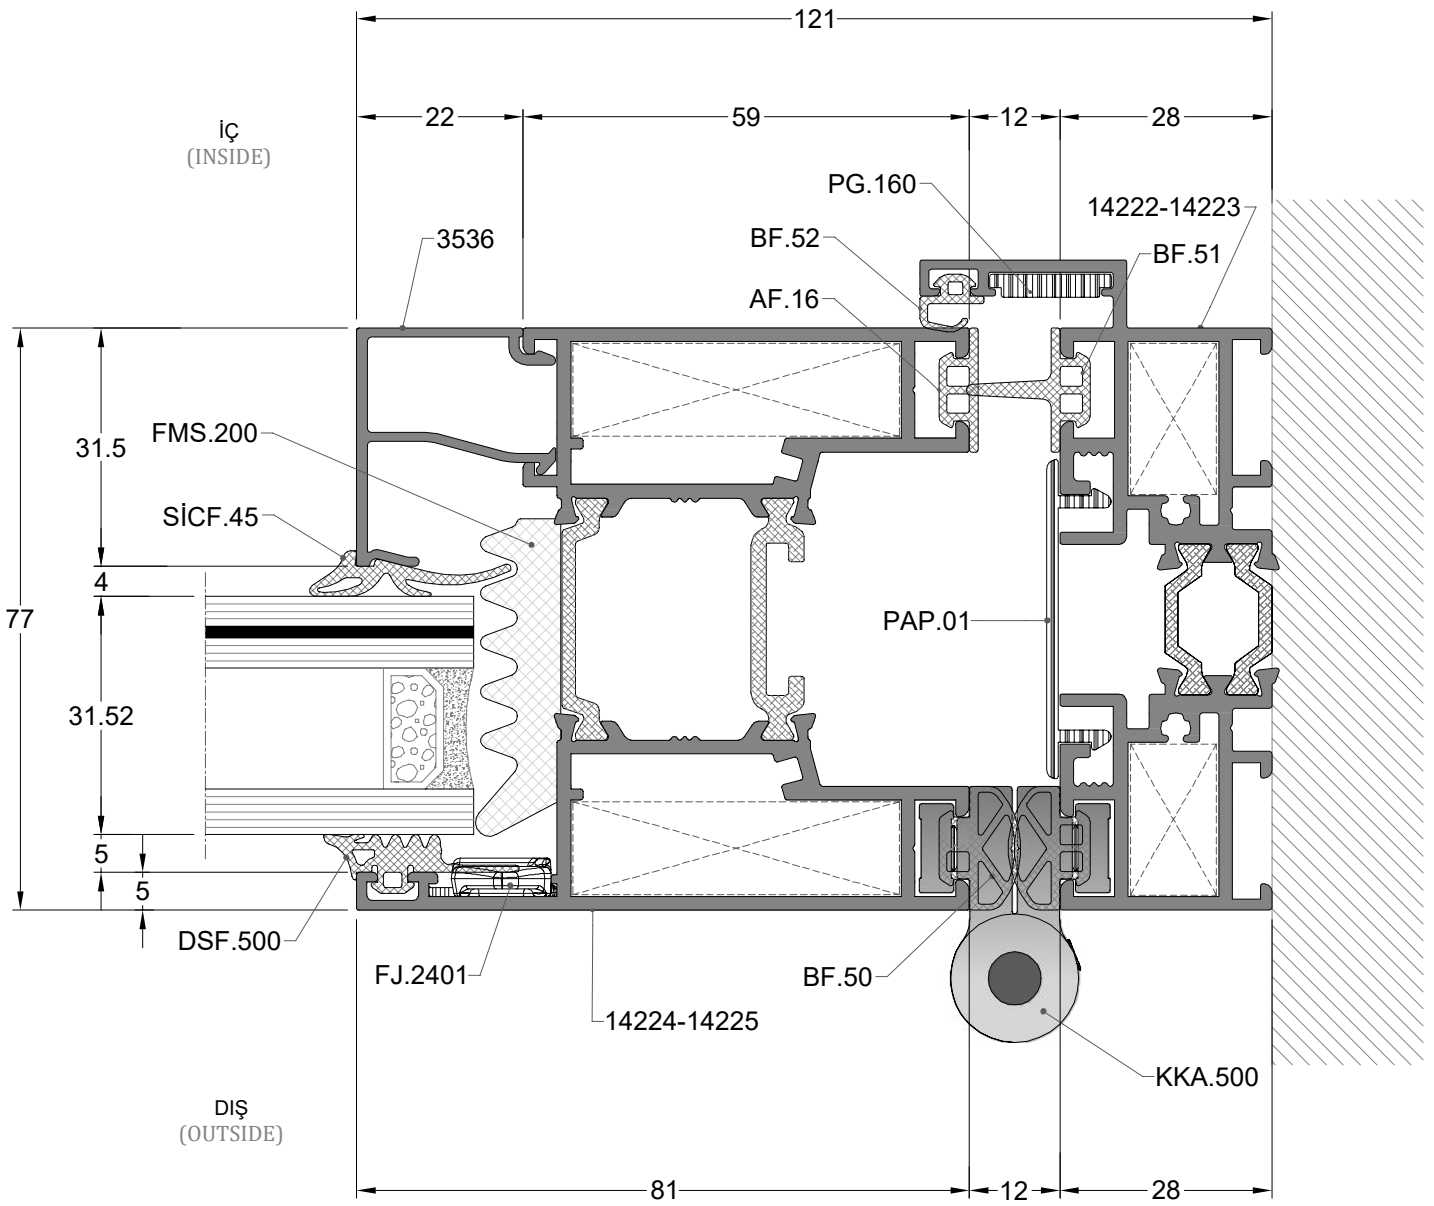 121
22
59
12
28
İÇ
(INSIDE)
PG.160
14222-14223
3536
BF.52
BF.51
AF.16
31.5
FMS.200
SİCF.45
4
77
PAP.01
31.52
5
5
DSF.500
FJ.2401
BF.50
14224-14225
KKA.500
DIŞ
(OUTSIDE)
81
12
28